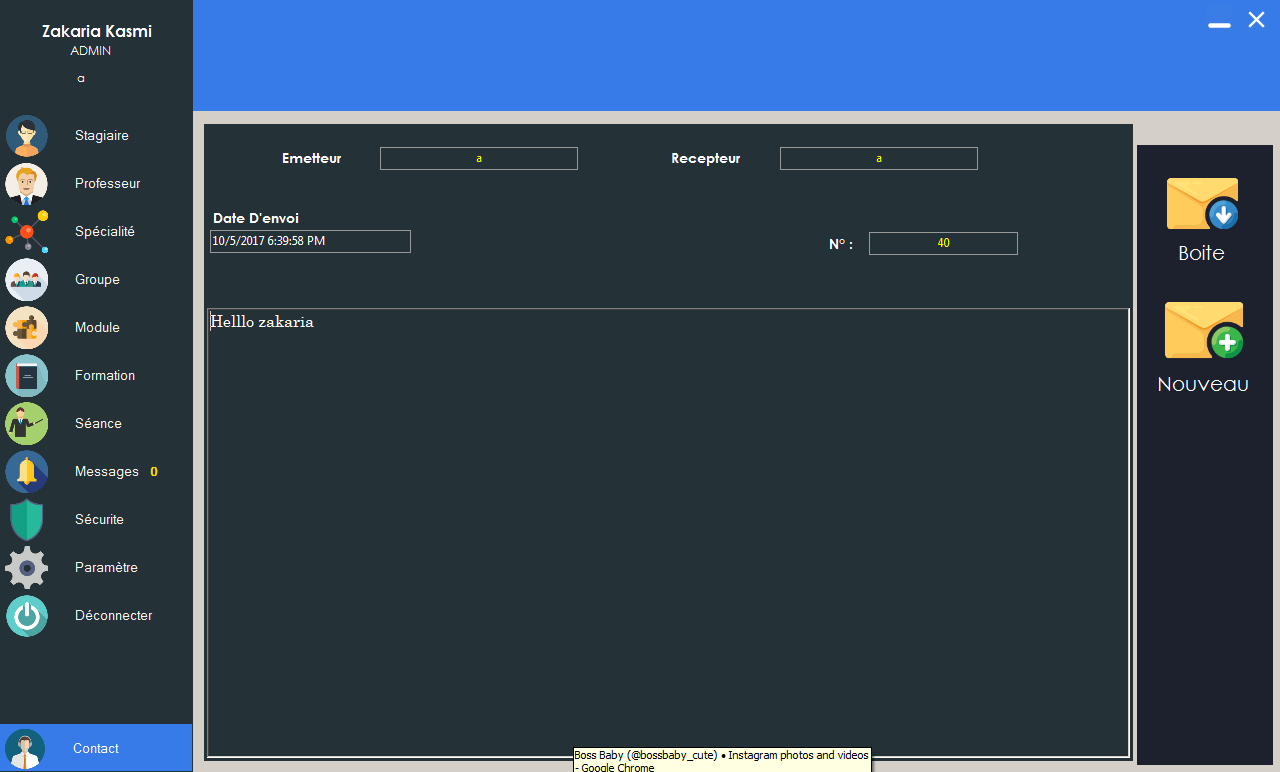 Zakaria Kasmi
ADMIN
a
Stagiaire
Professeur
Spécialité
Groupe
Module
Formation
Séance
Messages 0
Sécurite
Paramètre
Déconnecter
Contact
Emetteur a Recepteur a
Date D'envoi
10/5/2017 6:39:58 PM
N° : 40
Helllo zakaria
Boite
Nouveau
Boss Baby (@bossbaby_cute) • Instagram photos and videos
- Google Chrome